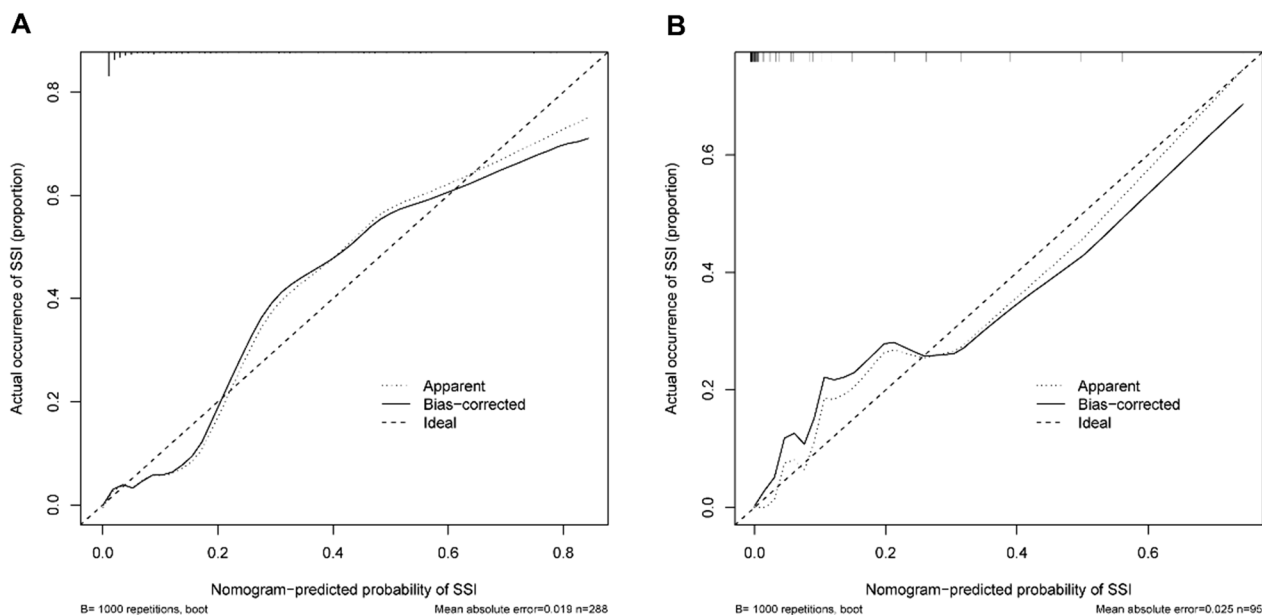 A
0.8
0.6
0.4
0.2
0.0
Actual occurrence of SSI (proportion)
Apparent
Bias-corrected
Ideal
0.0 0.2 0.4 0.6 0.8
Nomogram-predicted probability of SSI
B= 1000 repetitions, boot Mean absolute error=0.019 n=288
B
0.6
0.4
0.2
0.0
Actual occurrence of SSI (proportion)
Apparent
Bias-corrected
Ideal
0.0 0.2 0.4 0.6
Nomogram-predicted probability of SSI
B= 1000 repetitions, boot Mean absolute error=0.025 n=95